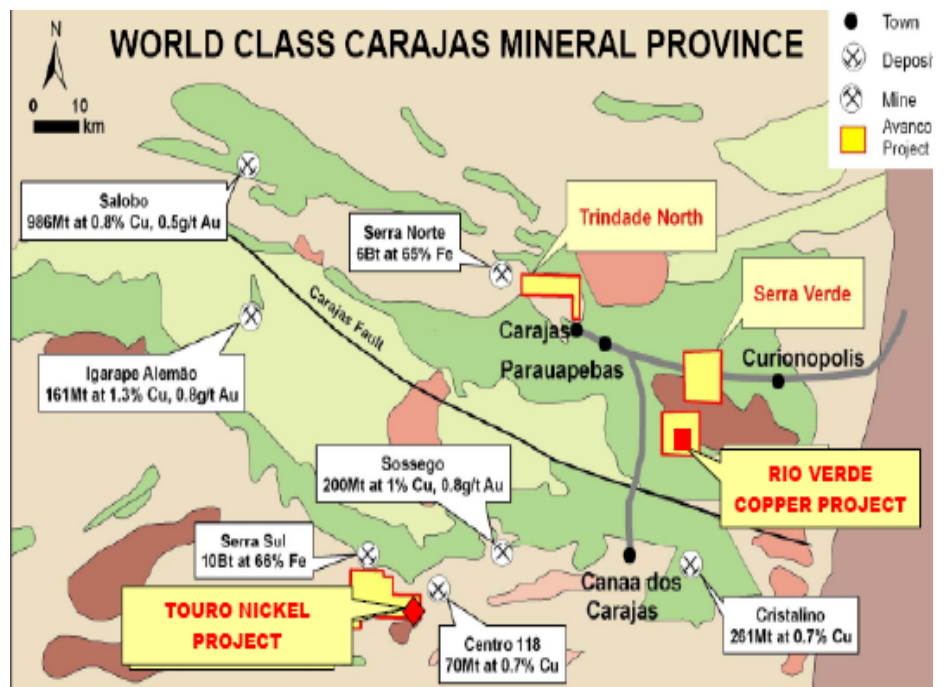 WORLD CLASS CARAJAS MINERAL PROVINCE
N
0 10
km
Town
Deposit
Mine
Avanco
Project
Salobo
986Mt at 0.8% Cu, 0.5g/t Au
Serra Norte
6Bt at 65% Fe
Trindade North
Serra Verde
Carajas Fault
Carajas
Parauapebas
Curionopolis
Igarape Alemão
161Mt at 1.3% Cu, 0.8g/t Au
Sossego
200Mt at 1% Cu, 0.8g/t Au
RIO VERDE
COPPER PROJECT
Serra Sul
10Bt at 66% Fe
Canaa dos
Carajas
TOURO NICKEL
PROJECT
Centro 118
70Mt at 0.7% Cu
Cristalino
261Mt at 0.7% Cu